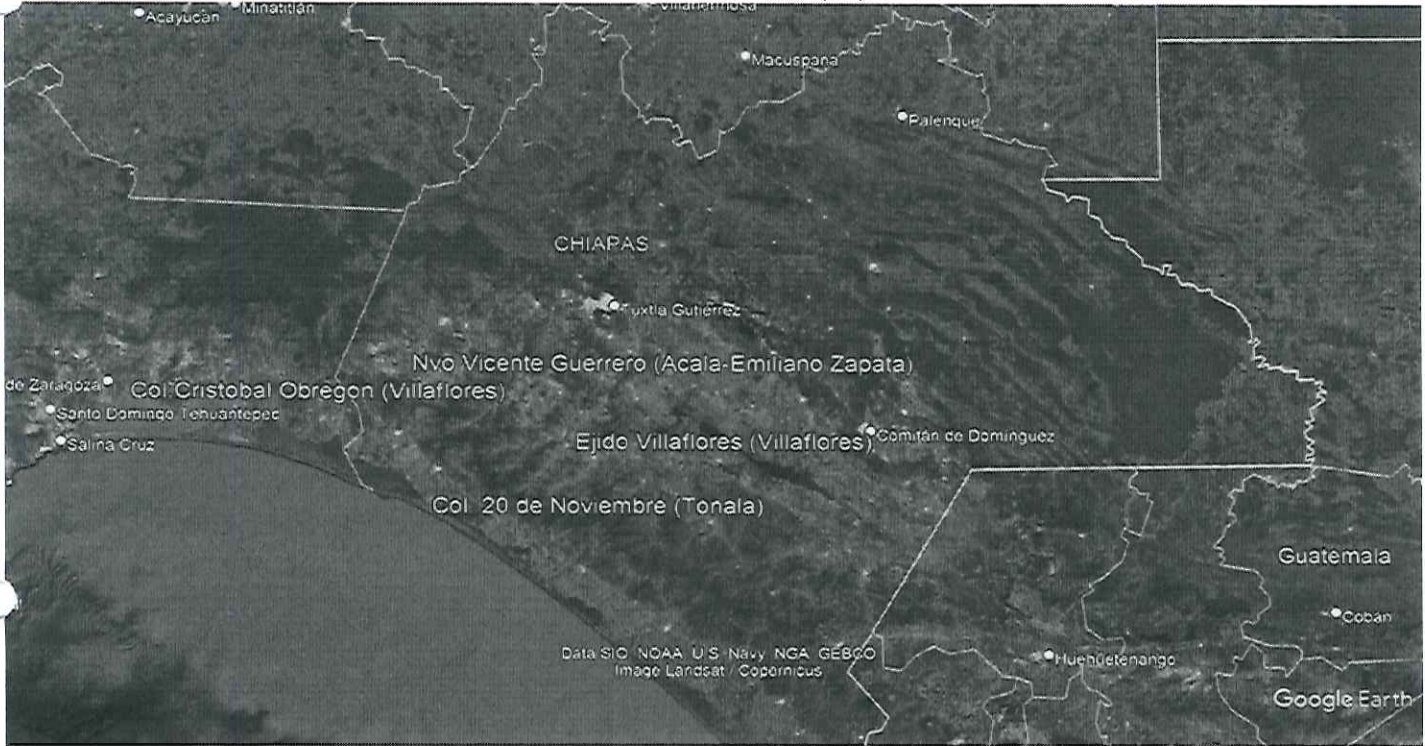 Acayucan
Minatitlán
Villahermosa
Macuspana
Palenque
CHIAPAS
Tuxtla Gutiérrez
Nvo Vicente Guerrero (Acala-Emiliano Zapata)
de Zaragoza
Col. Cristobal Obregon (Villaflores)
Santo Domingo Tehuantepec
Salina Cruz
Ejido Villaflores (Villaflores)
Comitán de Domínguez
Col 20 de Noviembre (Tonala)
Guatemala
Cobán
Data SIO NOAA U.S. Navy NGA GEBCO
Image Landsat / Copernicus
Huehuetenango
Google Earth